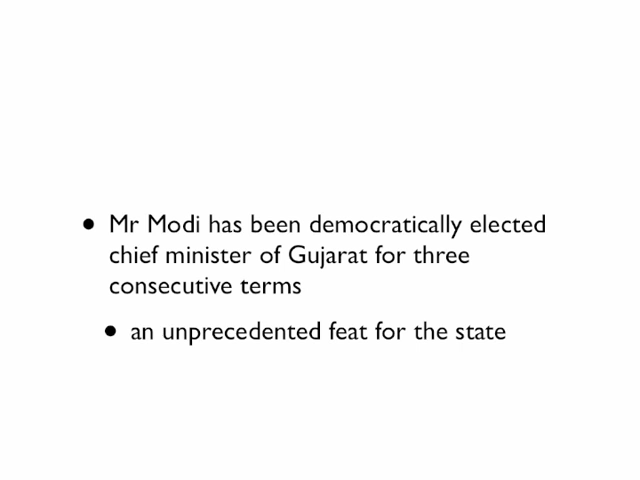 • Mr Modi has been democratically elected
chief minister of Gujarat for three
consecutive terms
• an unprecedented feat for the state